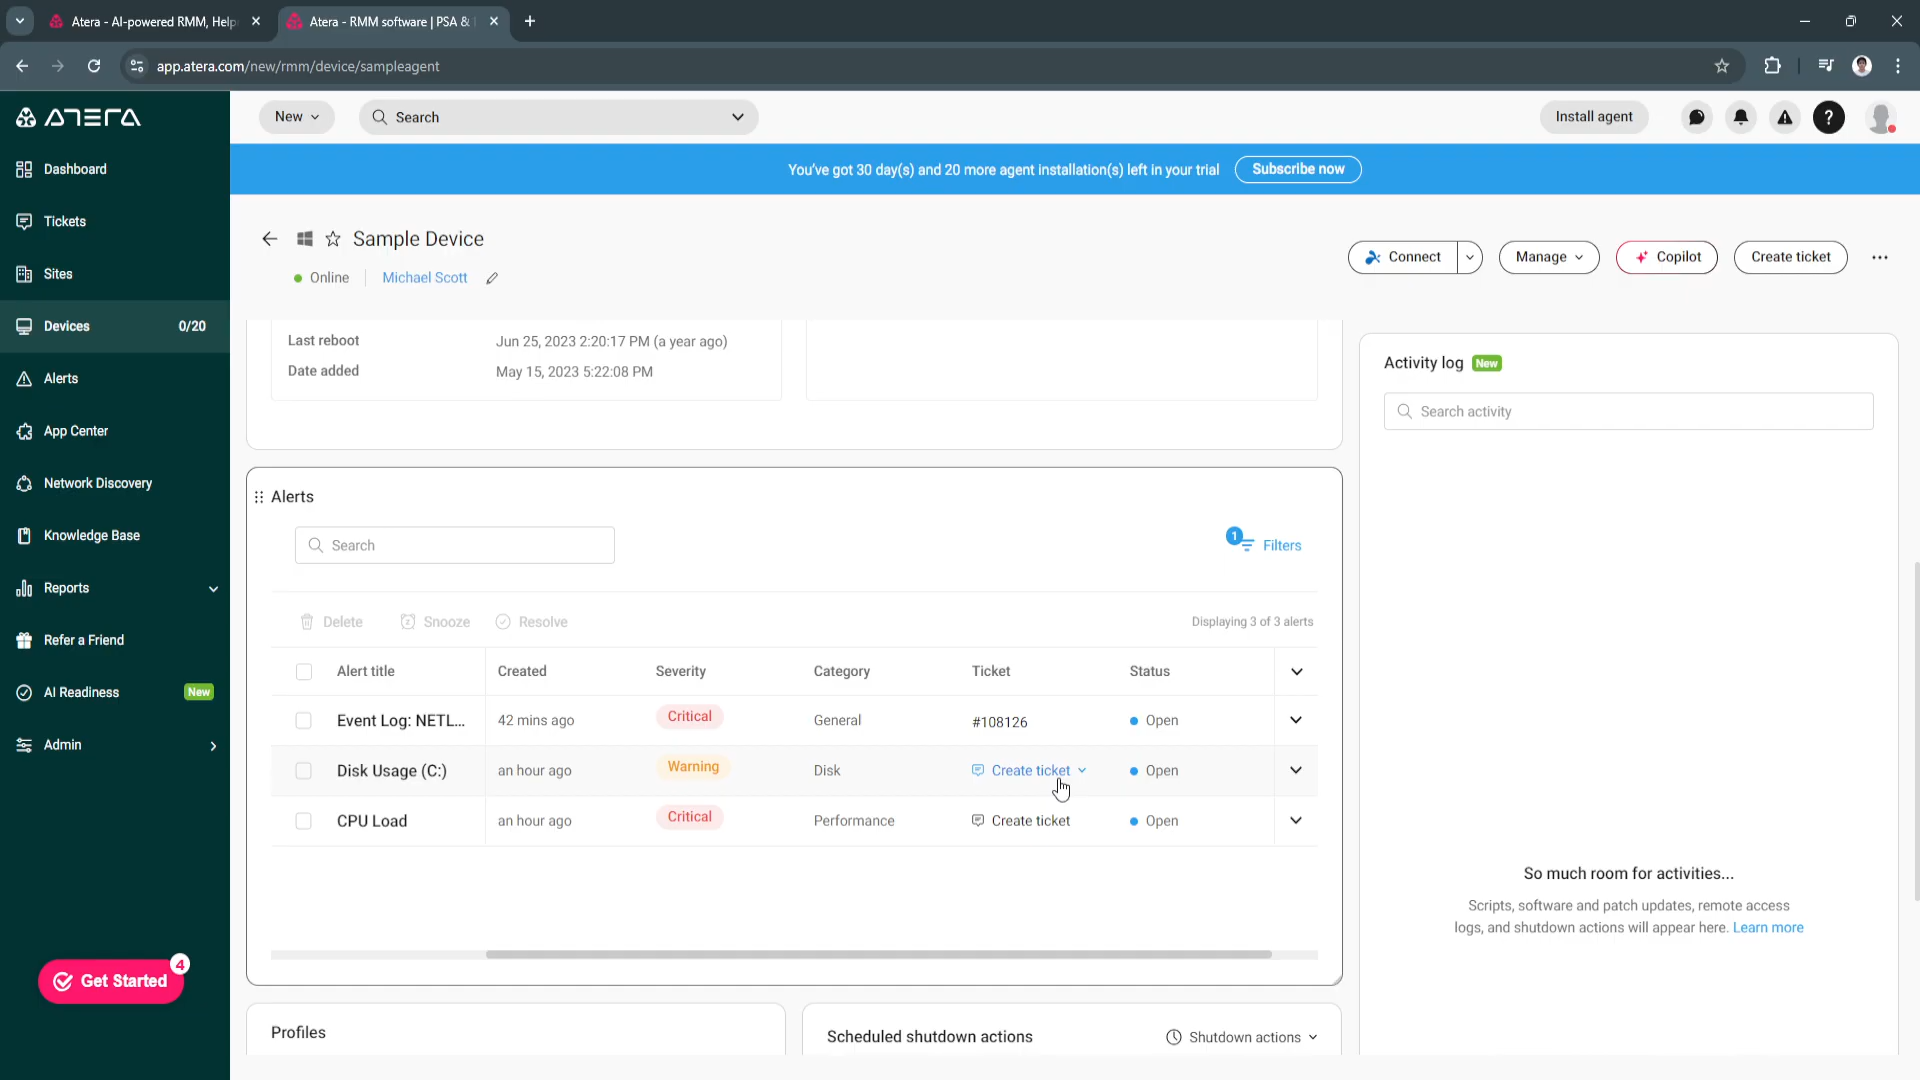 Atera - AI-powered RMM, Help
Atera - RMM software | PSA &
app.atera.com/new/rmm/device/sampleagent
ATERA
New
Search
Install agent
?
You've got 30 day(s) and 20 more agent installation(s) left in your trial
Subscribe now
Dashboard
Tickets
Sites
Devices 0/20
Alerts
App Center
Network Discovery
Knowledge Base
Reports
Refer a Friend
AI Readiness New
Admin
Get Started 4
Sample Device
Online
Michael Scott
Connect
Manage
Copilot
Create ticket
Last reboot Jun 25, 2023 2:20:17 PM (a year ago)
Date added May 15, 2023 5:22:08 PM
Alerts
Search
1 Filters
Delete Snooze Resolve Displaying 3 of 3 alerts
Alert title Created Severity Category Ticket Status
Event Log: NETL... 42 mins ago Critical General #108126 Open
Disk Usage (C:) an hour ago Warning Disk Create ticket Open
CPU Load an hour ago Critical Performance Create ticket Open
Profiles
Scheduled shutdown actions
Shutdown actions
Activity log New
Search activity
So much room for activities...
Scripts, software and patch updates, remote access
logs, and shutdown actions will appear here. Learn more